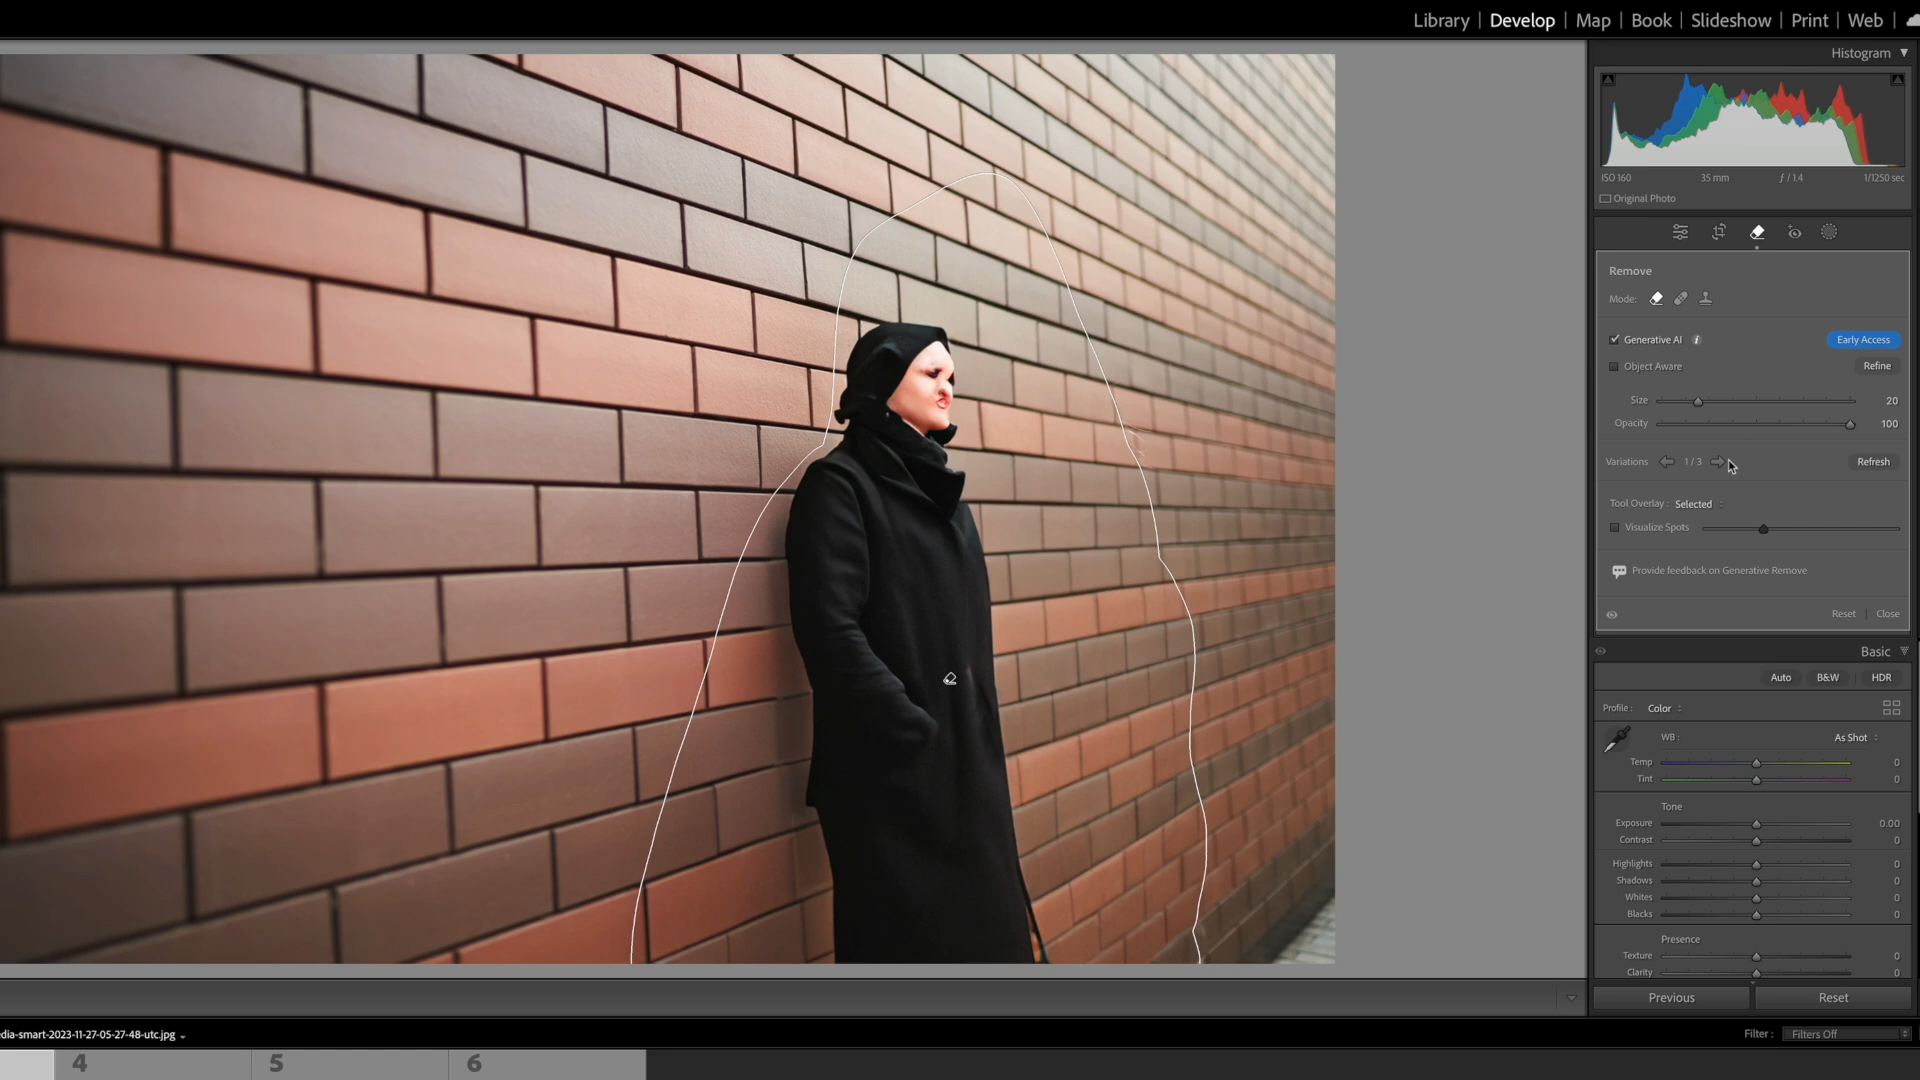 Library | Develop | Map | Book | Slideshow | Print | Web |
Histogram
ISO 160 35 mm ƒ / 1.4 1/1250 sec
Original Photo
Remove
Mode:
Generative AI Early Access
Object Aware Refine
Size 20
Opacity 100
Variations 1 / 3 Refresh
Tool Overlay : Selected
Visualize Spots
Provide feedback on Generative Remove
Reset | Close
Basic
Auto B&W HDR
Profile : Color
WB : As Shot
Temp 0
Tint 0
Tone
Exposure 0.00
Contrast 0
Highlights 0
Shadows 0
Whites 0
Blacks 0
Presence
Texture 0
Clarity 0
Previous Reset
dia-smart-2023-11-27-05-27-48-utc.jpg
Filter : Filters Off
4 5 6